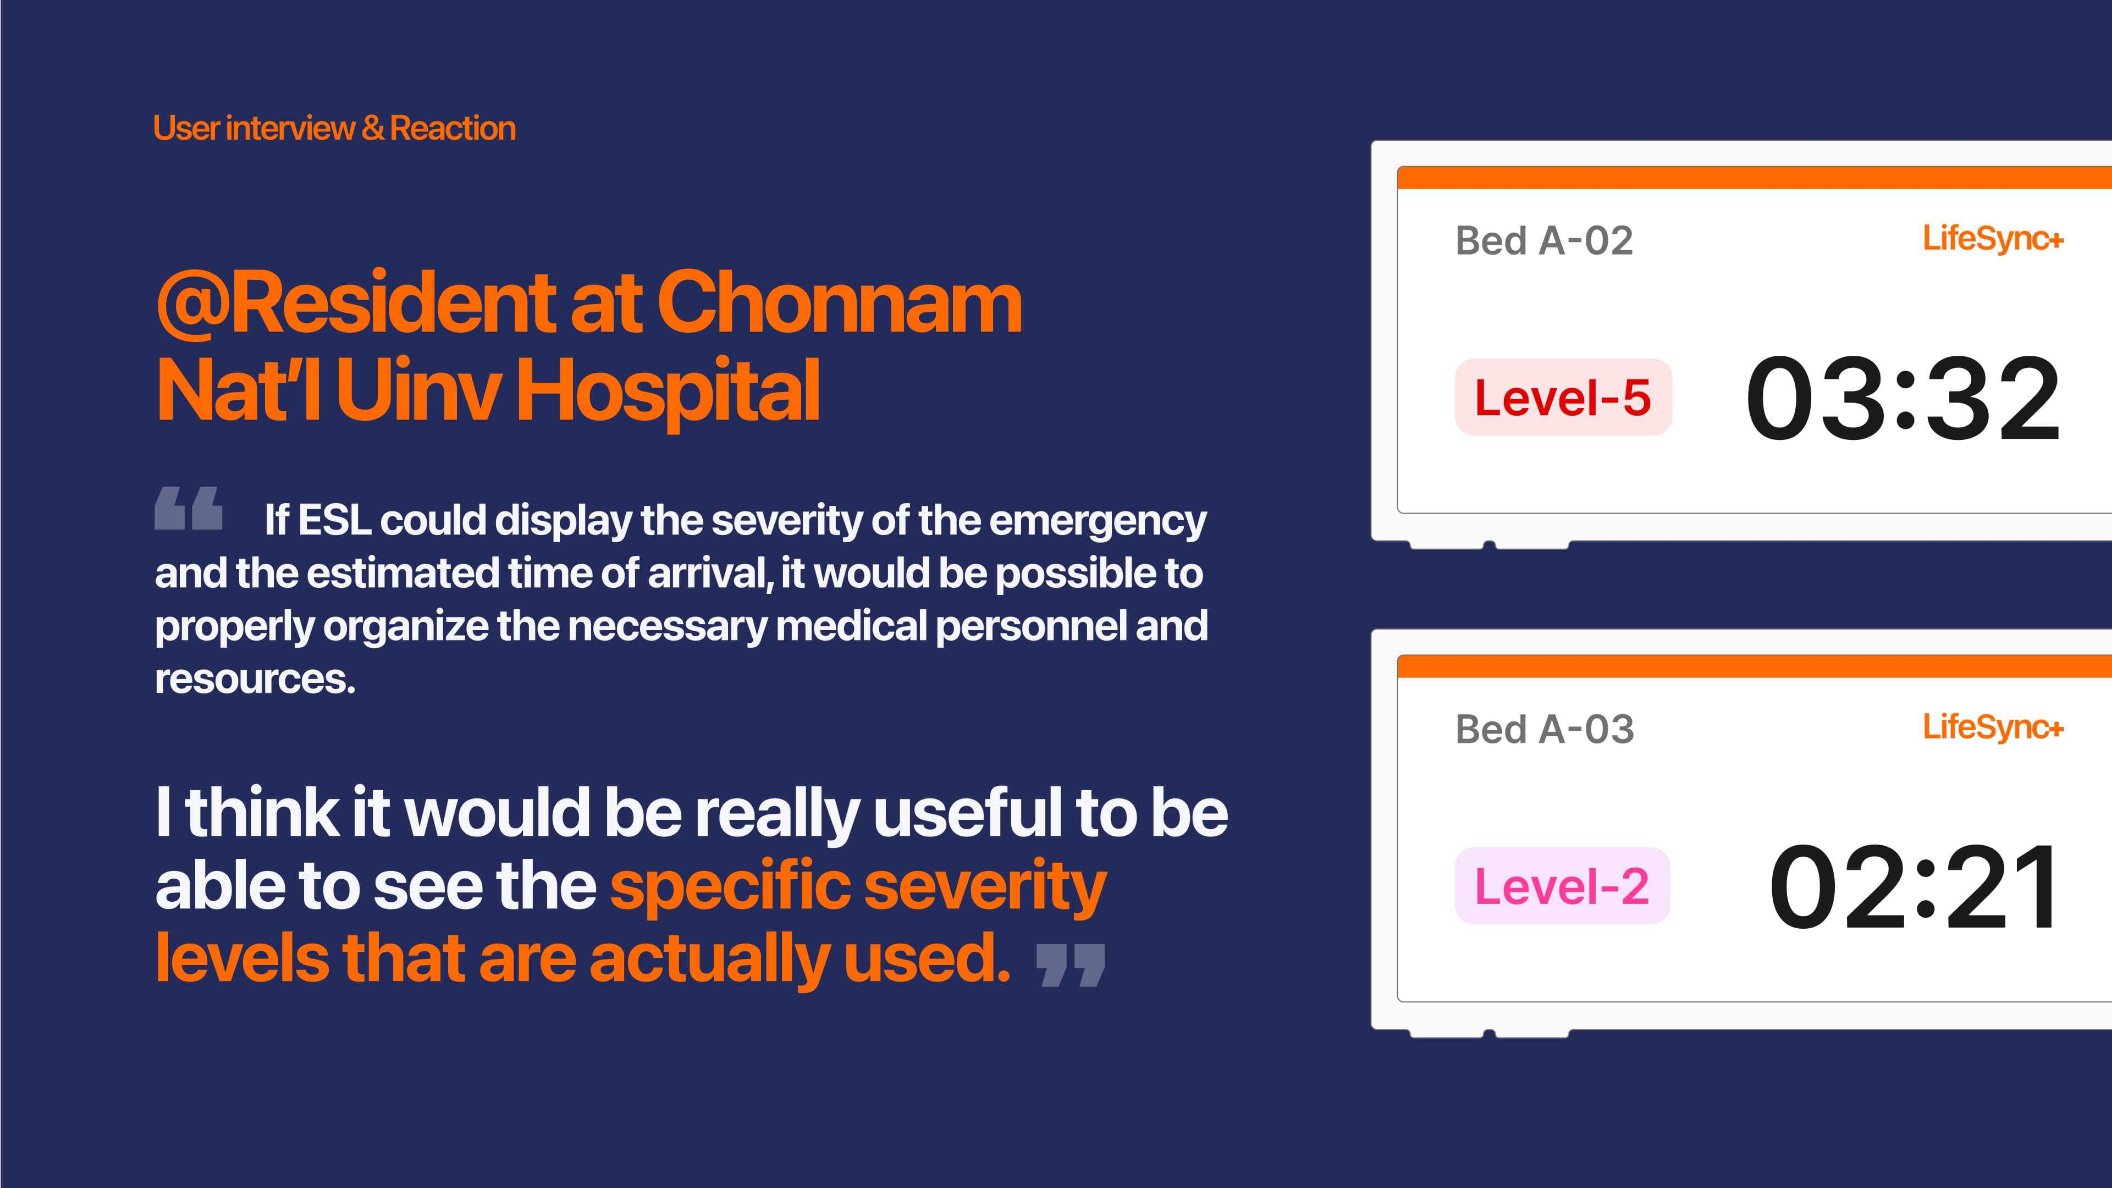 User interview & Reaction
@Resident at Chonnam
Nat'l Uinv Hospital
“ If ESL could display the severity of the emergency
and the estimated time of arrival, it would be possible to
properly organize the necessary medical personnel and
resources.
I think it would be really useful to be
able to see the specific severity
levels that are actually used. ”
Bed A-02
LifeSync+
Level-5
03:32
Bed A-03
LifeSync+
Level-2
02:21